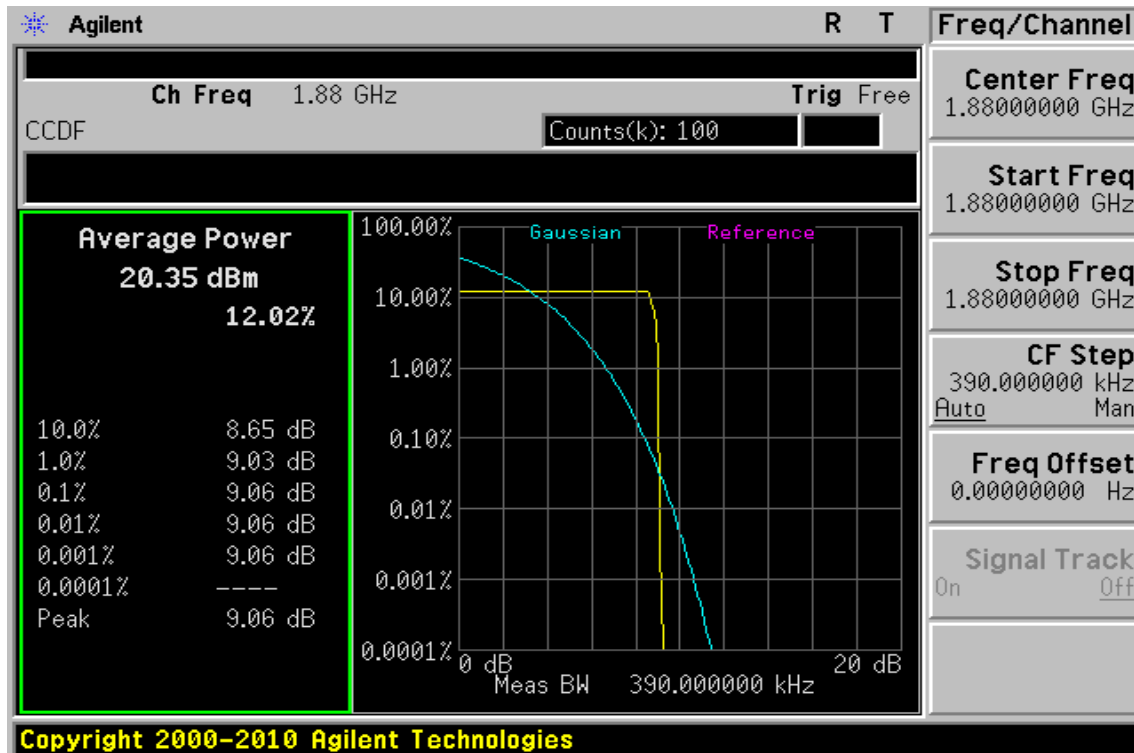 Agilent R T
Ch Freq 1.88 GHz Trig Free
CCDF Counts(k): 100
Average Power
20.35 dBm
12.02%
10.0% 8.65 dB
1.0% 9.03 dB
0.1% 9.06 dB
0.01% 9.06 dB
0.001% 9.06 dB
0.0001% ----
Peak 9.06 dB
100.00%
Gaussian Reference
10.00%
1.00%
0.10%
0.01%
0.001%
0.0001%
0 dB 20 dB
Meas BW 390.000000 kHz
Freq/Channel
Center Freq
1.88000000 GHz
Start Freq
1.88000000 GHz
Stop Freq
1.88000000 GHz
CF Step
390.000000 kHz
Auto Man
Freq Offset
0.00000000 Hz
Signal Track
On Off
Copyright 2000-2010 Agilent Technologies